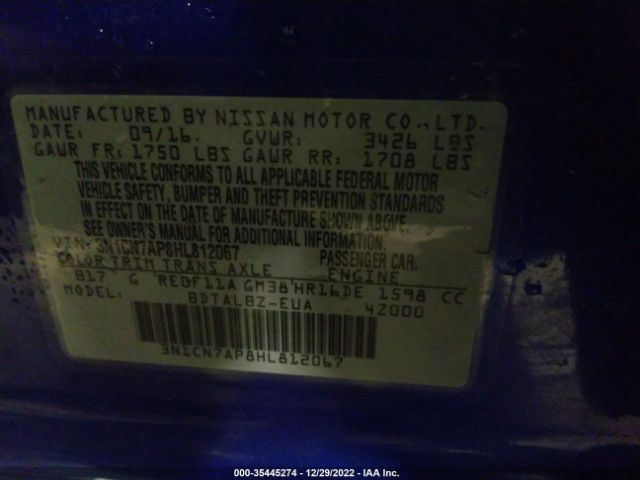 MANUFACTURED BY NISSAN MOTOR CO., LTD.
DATE: 09/16. GVWR: 3426 LBS
GAWR FR: 1750 LBS GAWR RR: 1708 LBS
THIS VEHICLE CONFORMS TO ALL APPLICABLE FEDERAL MOTOR
VEHICLE SAFETY, BUMPER AND THEFT PREVENTION STANDARDS
IN EFFECT ON THE DATE OF MANUFACTURE SHOWN ABOVE.
SEE OWNER'S MANUAL FOR ADDITIONAL INFORMATION.
VIN: 3N1CN7AP8HL812067 PASSENGER CAR.
COLOR TRIM TRANS AXLE ENGINE
B17 G RE0F11A GM38 HR16DE 1598 CC
MODEL: BDTALBZ-EUA 4Z000
3N1CN7AP8HL812067
000-35445274 - 12/29/2022 - IAA Inc.